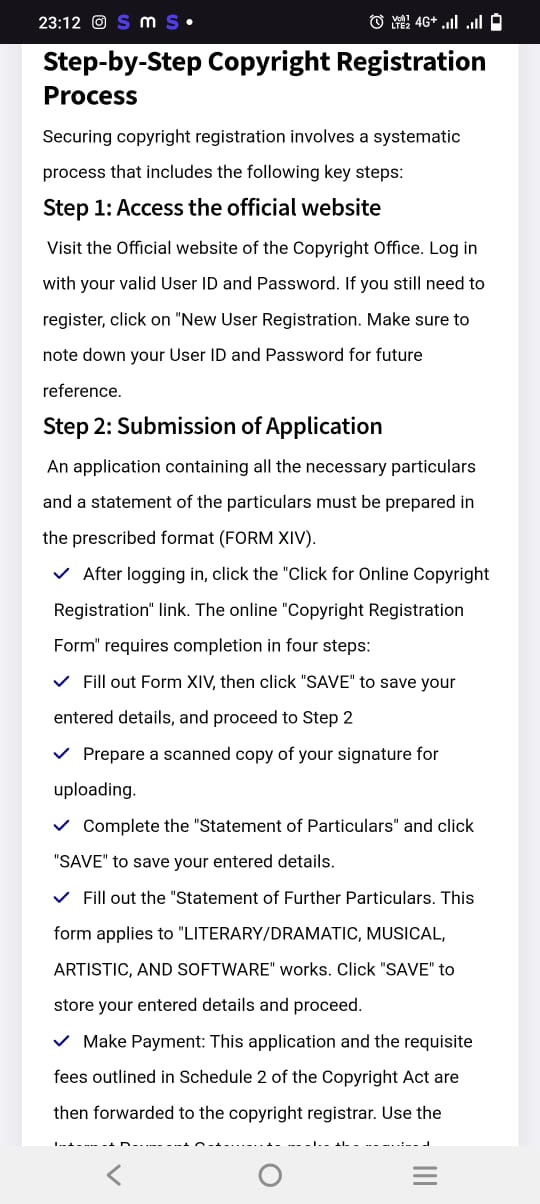 23:12 S m S
Vo)) LTE2 4G+
Step-by-Step Copyright Registration
Process
Securing copyright registration involves a systematic
process that includes the following key steps:
Step 1: Access the official website
Visit the Official website of the Copyright Office. Log in
with your valid User ID and Password. If you still need to
register, click on "New User Registration. Make sure to
note down your User ID and Password for future
reference.
Step 2: Submission of Application
An application containing all the necessary particulars
and a statement of the particulars must be prepared in
the prescribed format (FORM XIV).
✓ After logging in, click the "Click for Online Copyright
Registration" link. The online "Copyright Registration
Form" requires completion in four steps:
✓ Fill out Form XIV, then click "SAVE" to save your
entered details, and proceed to Step 2
✓ Prepare a scanned copy of your signature for
uploading.
✓ Complete the "Statement of Particulars" and click
"SAVE" to save your entered details.
✓ Fill out the "Statement of Further Particulars. This
form applies to "LITERARY/DRAMATIC, MUSICAL,
ARTISTIC, AND SOFTWARE" works. Click "SAVE" to
store your entered details and proceed.
✓ Make Payment: This application and the requisite
fees outlined in Schedule 2 of the Copyright Act are
then forwarded to the copyright registrar. Use the
Internet Payment Gateway to make the required